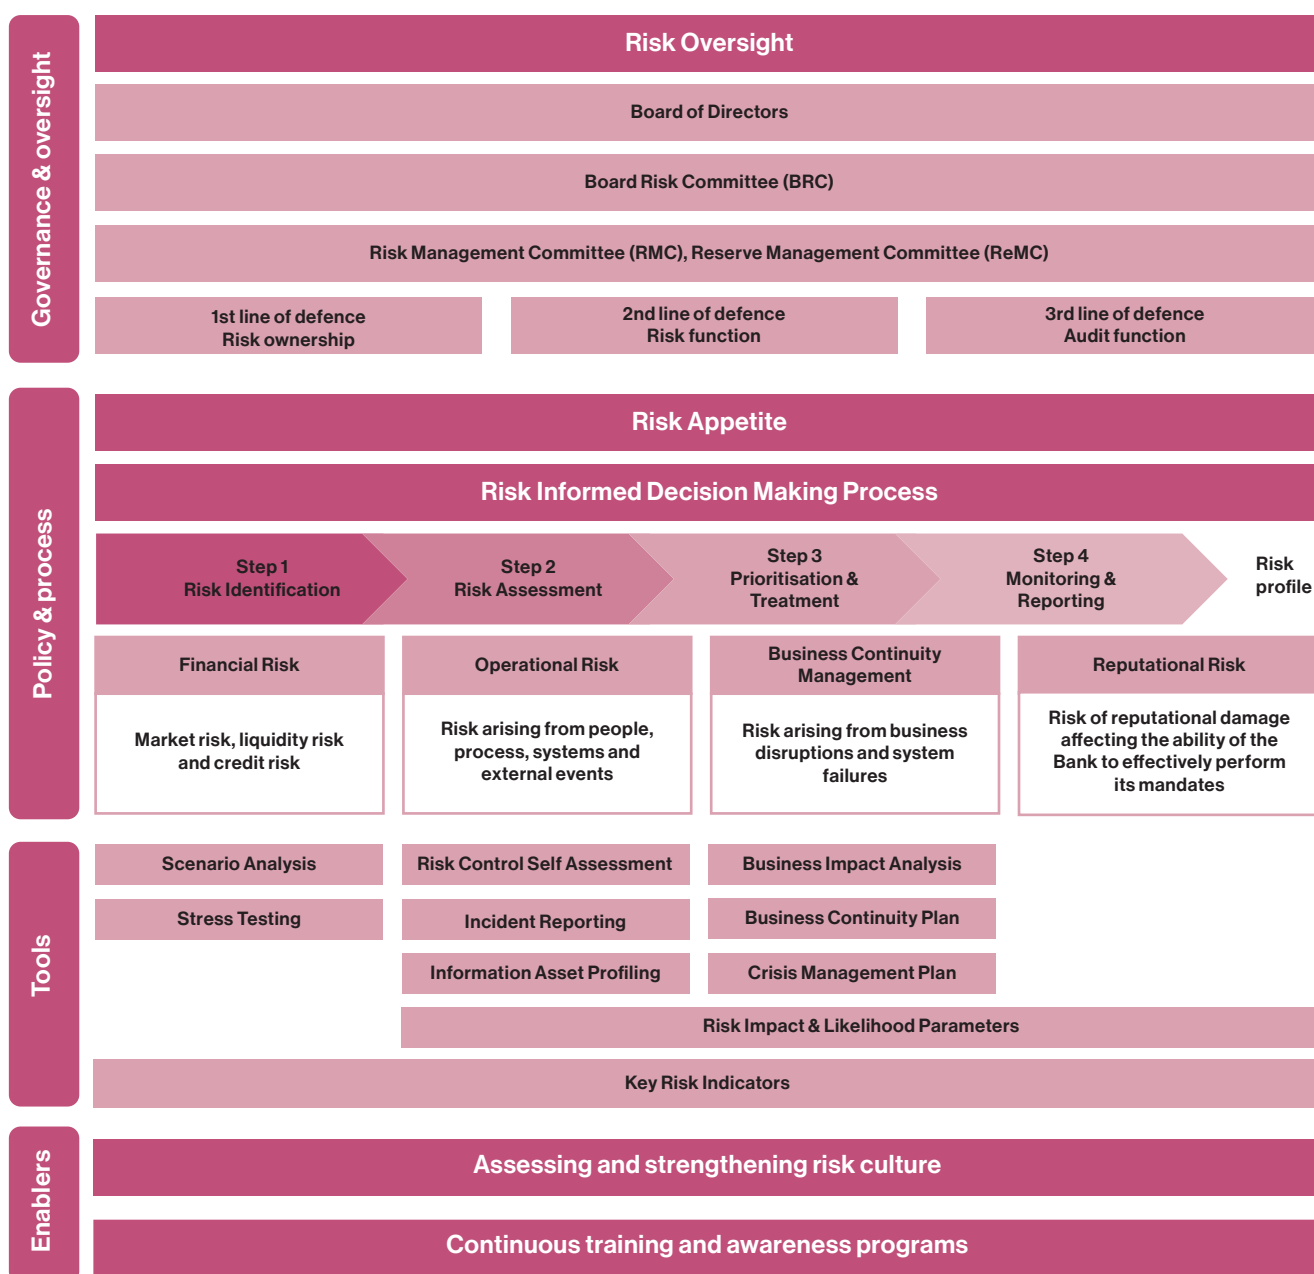 Governance & oversight
Risk Oversight
Board of Directors
Board Risk Committee (BRC)
Risk Management Committee (RMC), Reserve Management Committee (ReMC)
1st line of defence
Risk ownership
2nd line of defence
Risk function
3rd line of defence
Audit function
Policy & process
Risk Appetite
Risk Informed Decision Making Process
Step 1
Risk Identification
Step 2
Risk Assessment
Step 3
Prioritisation &
Treatment
Step 4
Monitoring &
Reporting
Risk
profile
Financial Risk
Market risk, liquidity risk
and credit risk
Operational Risk
Risk arising from people,
process, systems and
external events
Business Continuity
Management
Risk arising from business
disruptions and system
failures
Reputational Risk
Risk of reputational damage
affecting the ability of the
Bank to effectively perform
its mandates
Tools
Scenario Analysis
Stress Testing
Risk Control Self Assessment
Incident Reporting
Information Asset Profiling
Business Impact Analysis
Business Continuity Plan
Crisis Management Plan
Risk Impact & Likelihood Parameters
Key Risk Indicators
Enablers
Assessing and strengthening risk culture
Continuous training and awareness programs